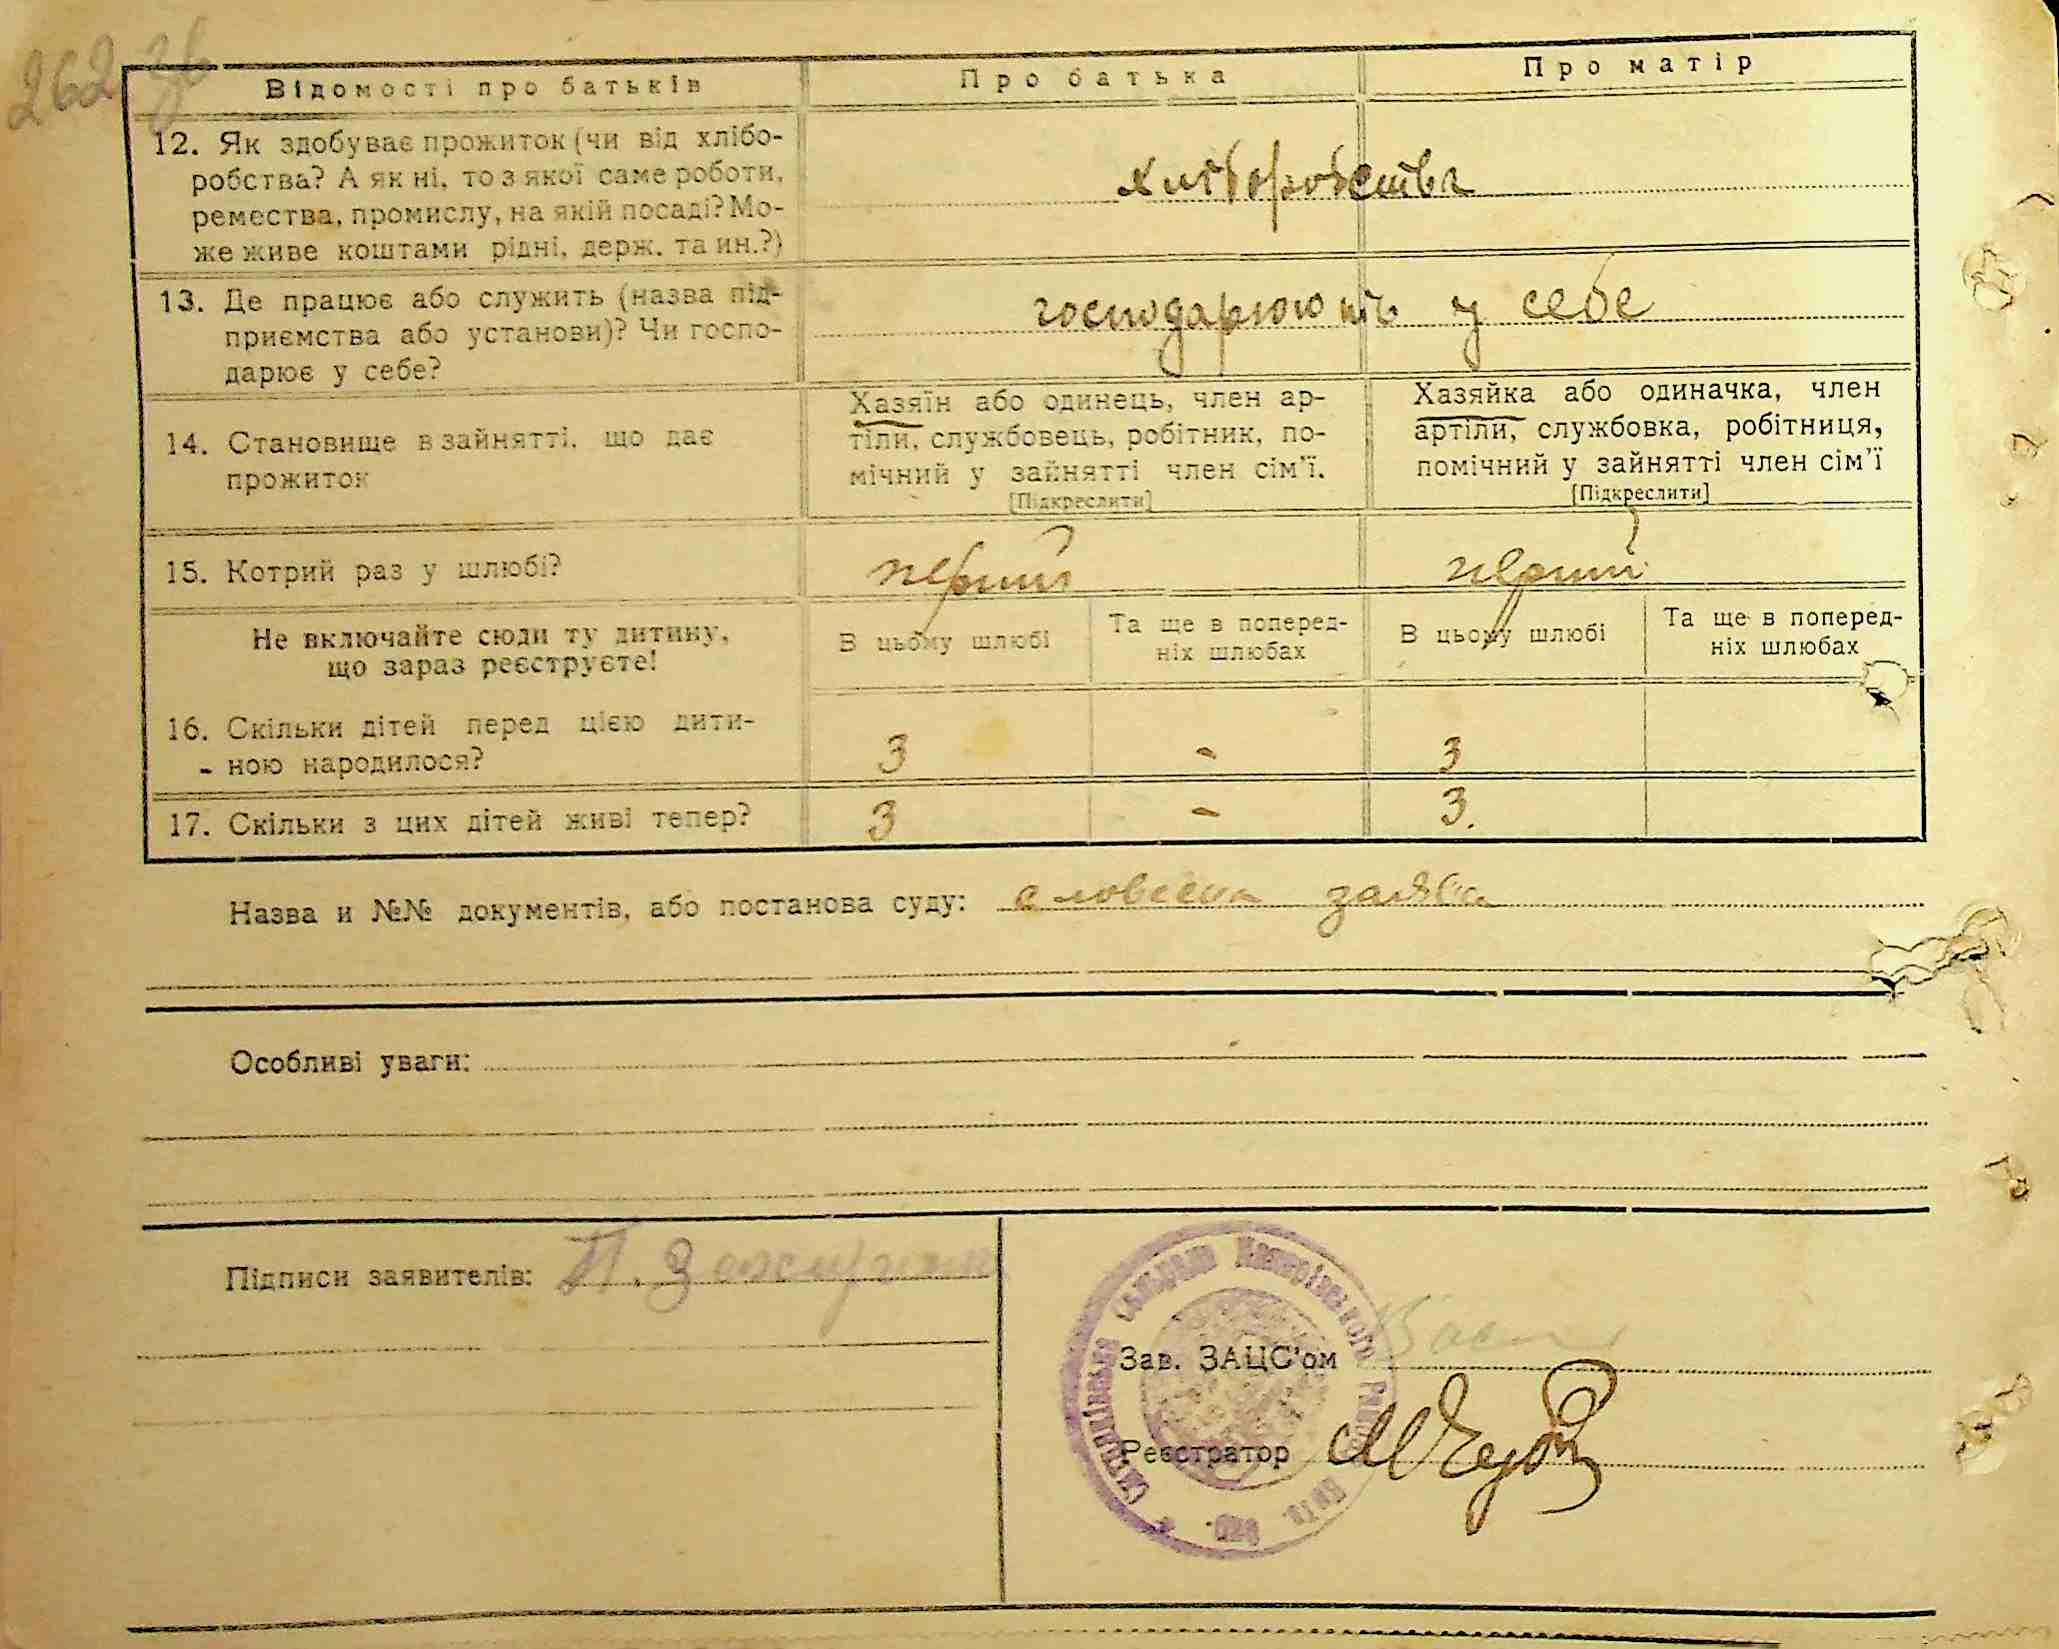 262 зв
Відомості про батьків
Про батька
Про матір
12. Як здобуває прожиток (чи від хлібо-
робства? А як ні, то з якої саме роботи,
ремества, промислу, на якій посаді? Мо-
же живе коштами рідні, держ. та ин.?)
хліборобства
13. Де працює або служить (назва під-
приємства або установи)? Чи госпо-
дарює у себе?
господарюють у себе
14. Становище в зайнятті, що дає
прожиток
Хазяїн або одинець, член ар-
тіли, службовець, робітник, по-
мічний у зайнятті член сім’ї.
[Підкреслити]
Хазяйка або одиначка, член
артіли, службовка, робітниця,
помічний у зайнятті член сім’ї
[Підкреслити]
15. Котрий раз у шлюбі?
перший
перший
Не включайте сюди ту дитину,
що зараз реєструєте!
В цьому шлюбі
Та ще в поперед-
ніх шлюбах
В цьому шлюбі
Та ще в поперед-
ніх шлюбах
16. Скільки дітей перед цією дити-
ною народилося?
3
-
3
17. Скільки з цих дітей живі тепер?
3
-
3.
Назва и №№ документів, або постанова суду: словесна заява
Особливі уваги:
Підписи заявителів: П.
Сільради Району
Зав. ЗАЦС'ом
Реєстратор